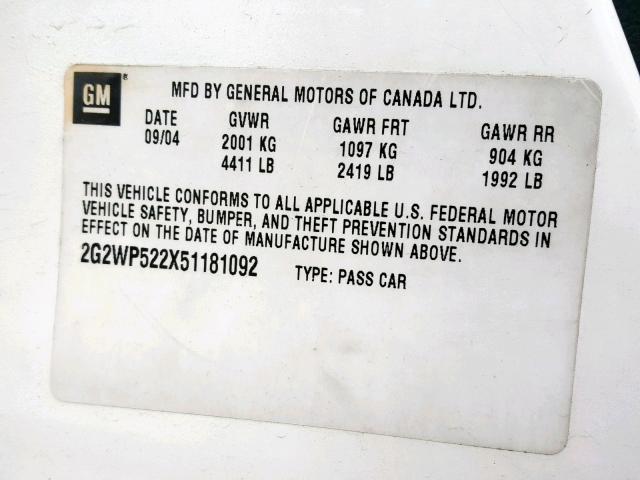 GM ®
MFD BY GENERAL MOTORS OF CANADA LTD.
DATE GVWR GAWR FRT GAWR RR
09/04 2001 KG 1097 KG 904 KG
4411 LB 2419 LB 1992 LB
THIS VEHICLE CONFORMS TO ALL APPLICABLE U.S. FEDERAL MOTOR
VEHICLE SAFETY, BUMPER, AND THEFT PREVENTION STANDARDS IN
EFFECT ON THE DATE OF MANUFACTURE SHOWN ABOVE.
2G2WP522X51181092 TYPE: PASS CAR